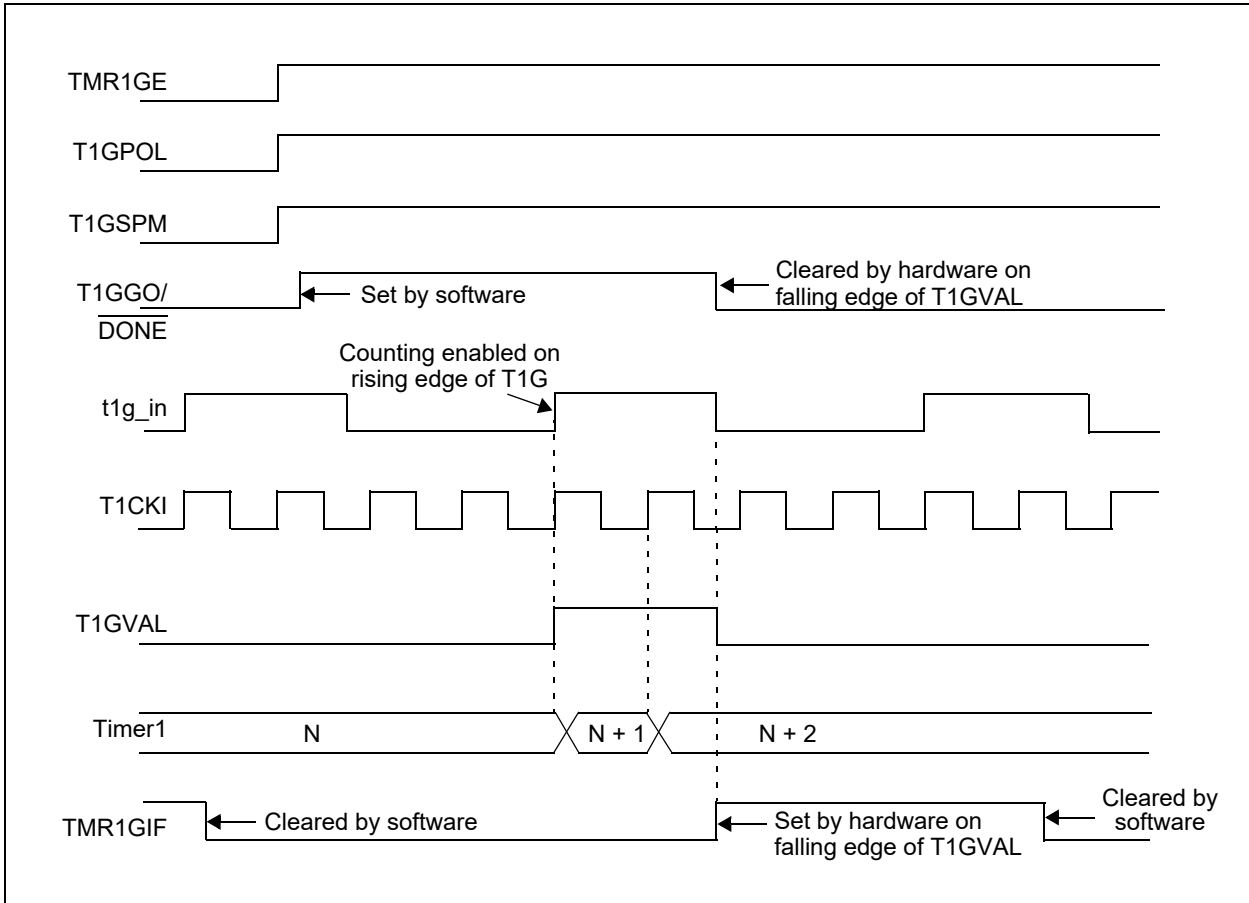 TMR1GE
T1GPOL
T1GSPM
T1GGO/
DONE
Set by software
Cleared by hardware on
falling edge of T1GVAL
Counting enabled on
rising edge of T1G
t1g_in
T1CKI
T1GVAL
Timer1
N
N + 1
N + 2
TMR1GIF
Cleared by software
Set by hardware on
falling edge of T1GVAL
Cleared by
software